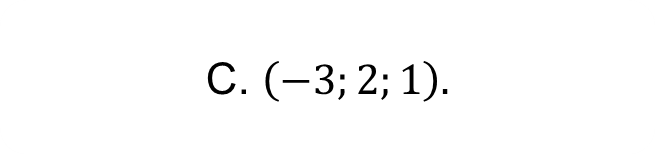 C. (−3; 2; 1).